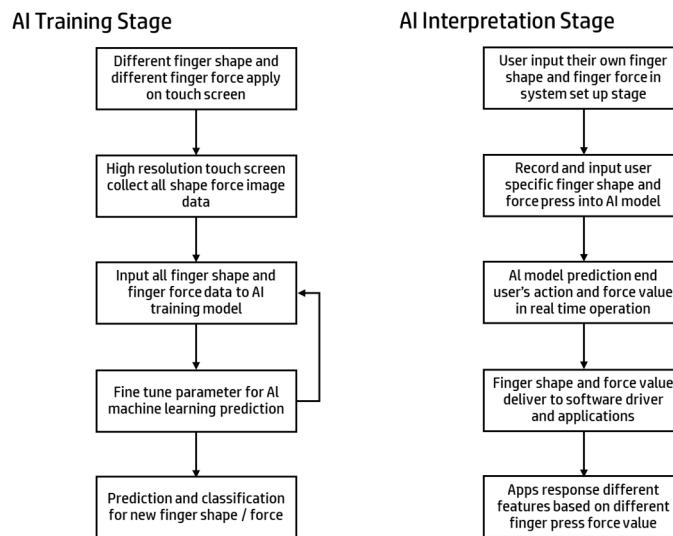 AI Training Stage
Different finger shape and
different finger force apply
on touch screen
High resolution touch screen
collect all shape force image
data
Input all finger shape and
finger force data to AI
training model
Fine tune parameter for AI
machine learning prediction
Prediction and classification
for new finger shape / force
AI Interpretation Stage
User input their own finger
shape and finger force in
system set up stage
Record and input user
specific finger shape and
force press into AI model
AI model prediction end
user's action and force value
in real time operation
Finger shape and force value
deliver to software driver
and applications
Apps response different
features based on different
finger press force value